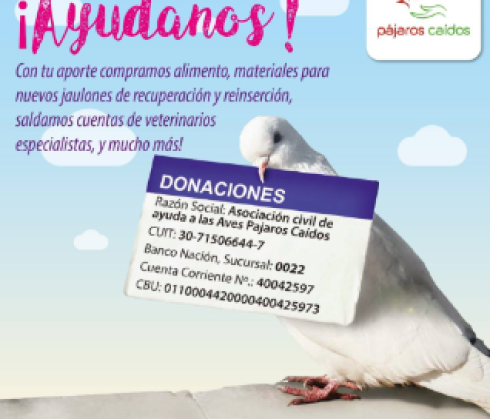 ¡Ayudanos!
pájaros caídos
Con tu aporte compramos alimento, materiales para
nuevos jaulones de recuperación y reinserción,
saldamos cuentas de veterinarios
especialistas, y mucho más!
DONACIONES
Razón Social: Asociación civil de
ayuda a las Aves Pajaros Caídos
CUIT: 30-71506644-7
Banco Nación, Sucursal: 0022
Cuenta Corriente Nº.: 40042597
CBU: 0110004420000400425973